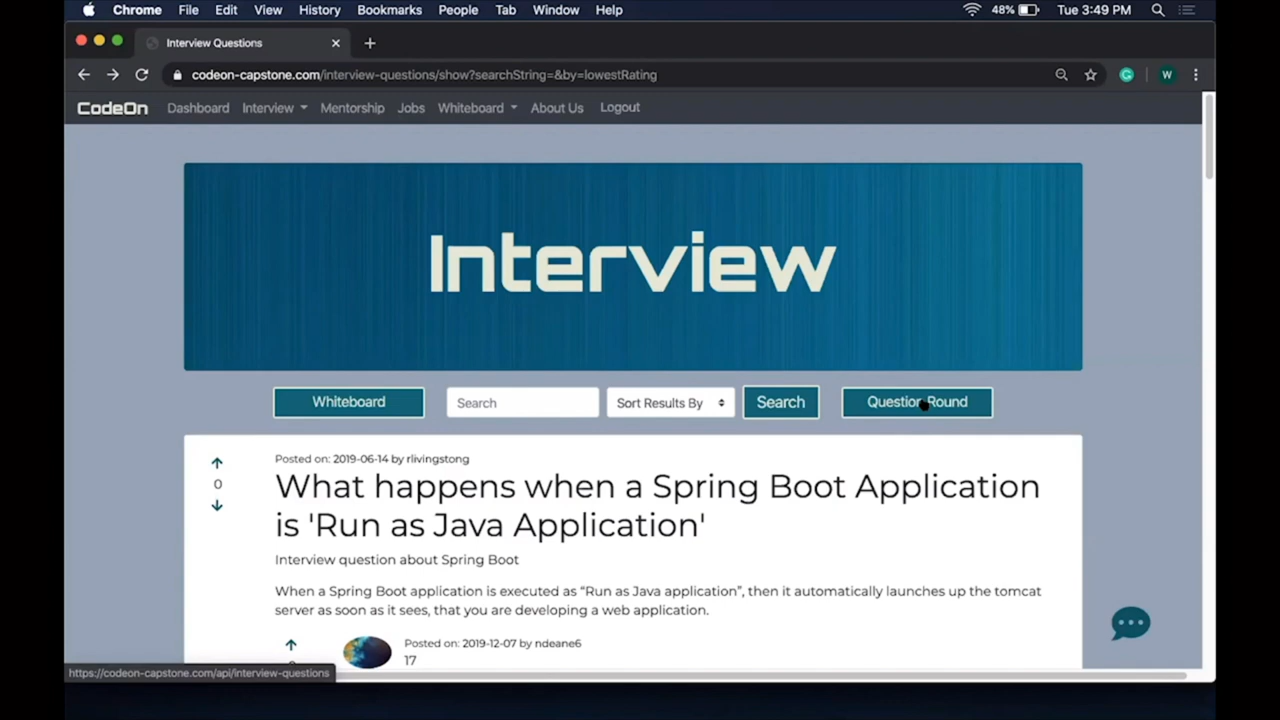 Chrome File Edit View History Bookmarks People Tab Window Help 48% Tue 3:49 PM
Interview Questions
codeon-capstone.com/interview-questions/show?searchString=&by=lowestRating W
CodeOn Dashboard Interview Mentorship Jobs Whiteboard About Us Logout
Interview
Whiteboard Search Sort Results By Search Question Round
Posted on: 2019-06-14 by rlivingstong
0
What happens when a Spring Boot Application
is 'Run as Java Application'
Interview question about Spring Boot
When a Spring Boot application is executed as “Run as Java application”, then it automatically launches up the tomcat
server as soon as it sees, that you are developing a web application.
Posted on: 2019-12-07 by ndeane6
17
https://codeon-capstone.com/api/interview-questions